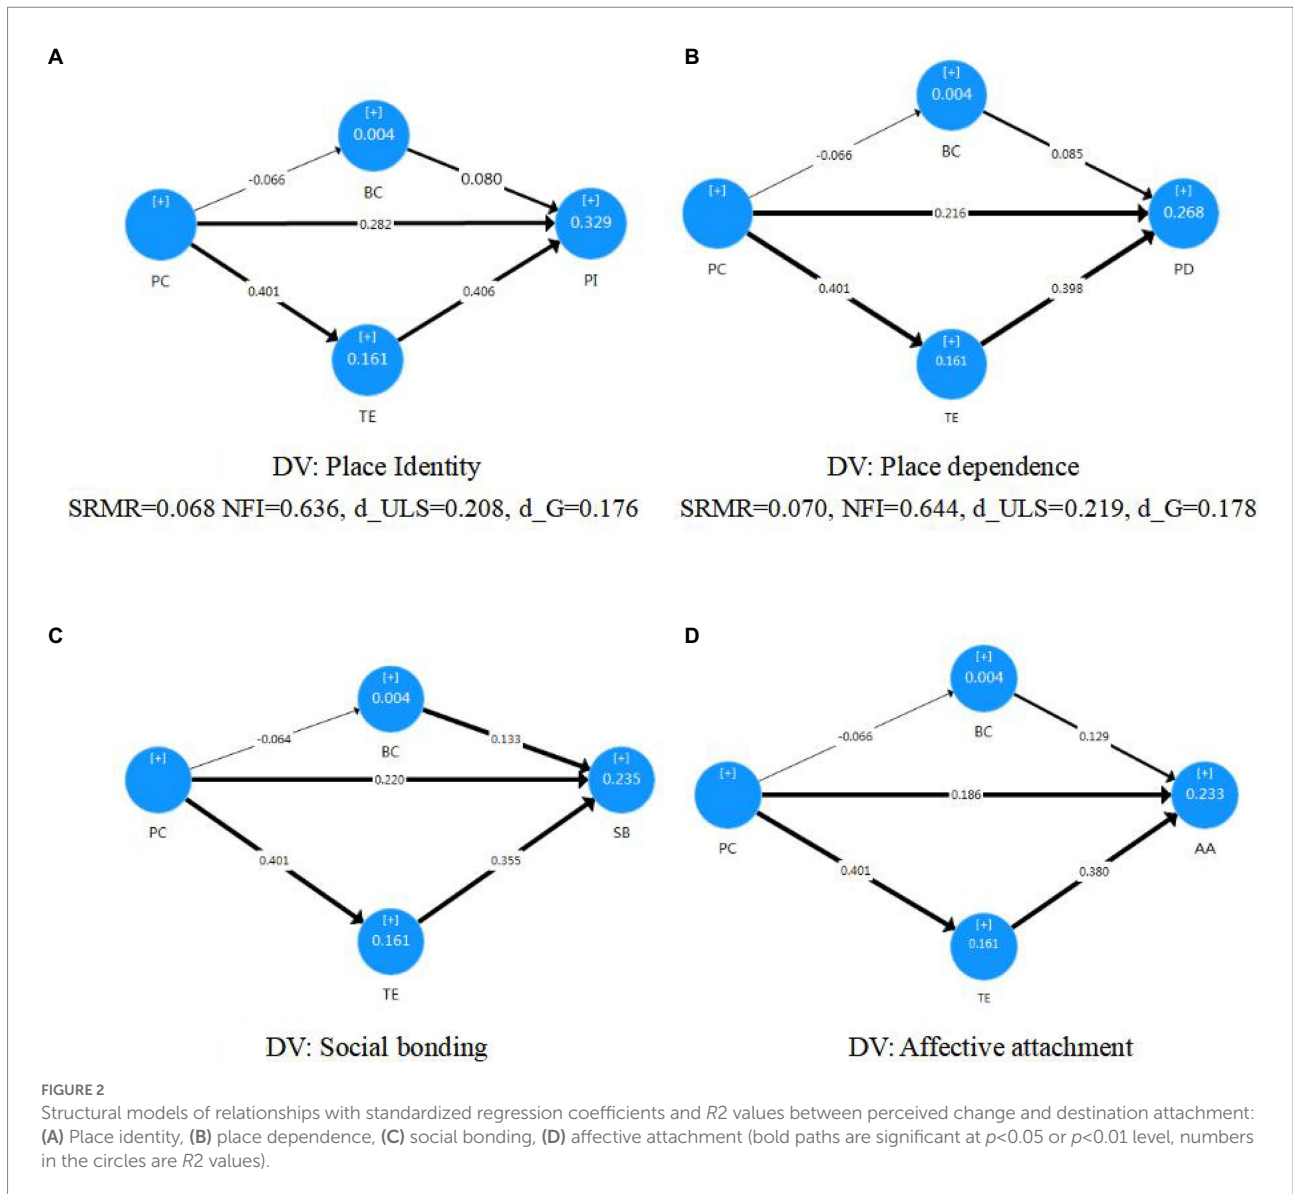 A
[+]
0.004
BC
-0.066
0.080
[+]
PC
0.282
[+]
0.329
PI
0.401
0.406
[+]
0.161
TE
DV: Place Identity
SRMR=0.068 NFI=0.636, d_ULS=0.208, d_G=0.176
B
[+]
0.004
BC
-0.066
0.085
[+]
PC
0.216
[+]
0.268
PD
0.401
0.398
[+]
0.161
TE
DV: Place dependence
SRMR=0.070, NFI=0.644, d_ULS=0.219, d_G=0.178
C
[+]
0.004
BC
-0.064
0.133
[+]
PC
0.220
[+]
0.235
SB
0.401
0.355
[+]
0.161
TE
DV: Social bonding
D
[+]
0.004
BC
-0.066
0.129
[+]
PC
0.186
[+]
0.233
AA
0.401
0.380
[+]
0.161
TE
DV: Affective attachment
FIGURE 2
Structural models of relationships with standardized regression coefficients and R2 values between perceived change and destination attachment:
(A) Place identity, (B) place dependence, (C) social bonding, (D) affective attachment (bold paths are significant at p<0.05 or p<0.01 level, numbers
in the circles are R2 values).